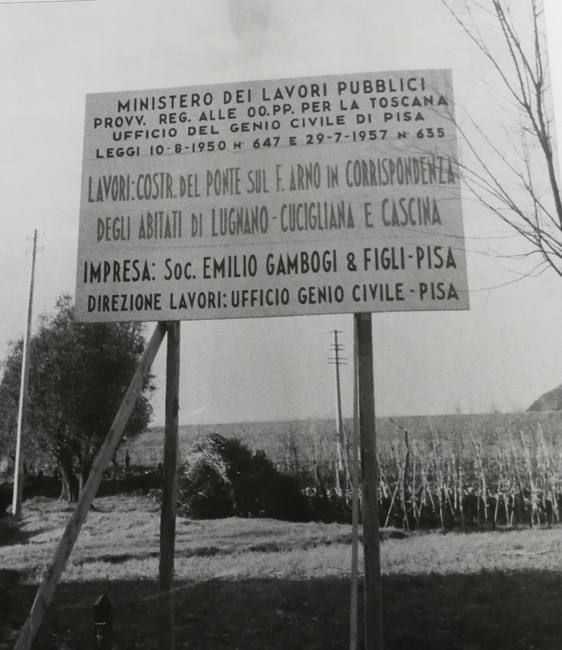 MINISTERO DEI LAVORI PUBBLICI
PROVV. REG. ALLE OO.PP. PER LA TOSCANA
UFFICIO DEL GENIO CIVILE DI PISA
LEGGI 10-8-1950 N° 647 E 29-7-1957 N° 635
LAVORI: COSTR. DEL PONTE SUL F. ARNO IN CORRISPONDENZA
DEGLI ABITATI DI LUGNANO-CUCIGLIANA E CASCINA
IMPRESA: Soc. EMILIO GAMBOGI & FIGLI-PISA
DIREZIONE LAVORI: UFFICIO GENIO CIVILE-PISA